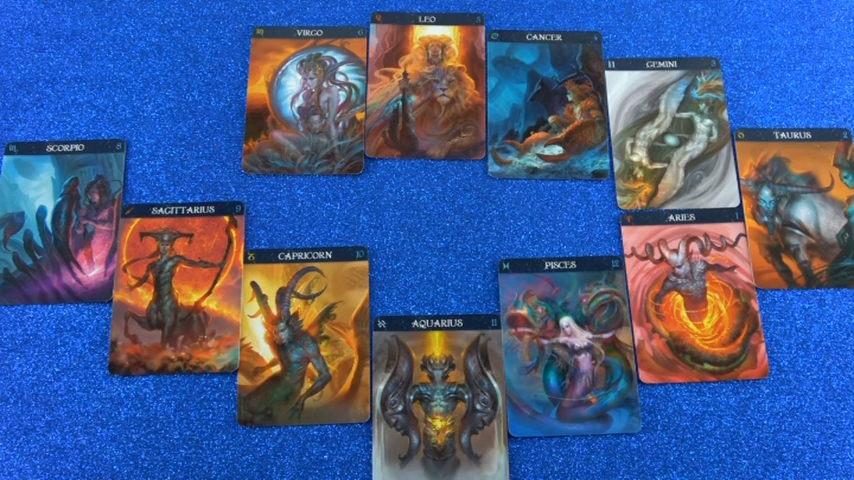 VIRGO 6
LEO 5
CANCER 4
GEMINI 3
TAURUS 2
SCORPIO 8
SAGITTARIUS 9
CAPRICORN 10
AQUARIUS 11
PISCES 12
ARIES 1